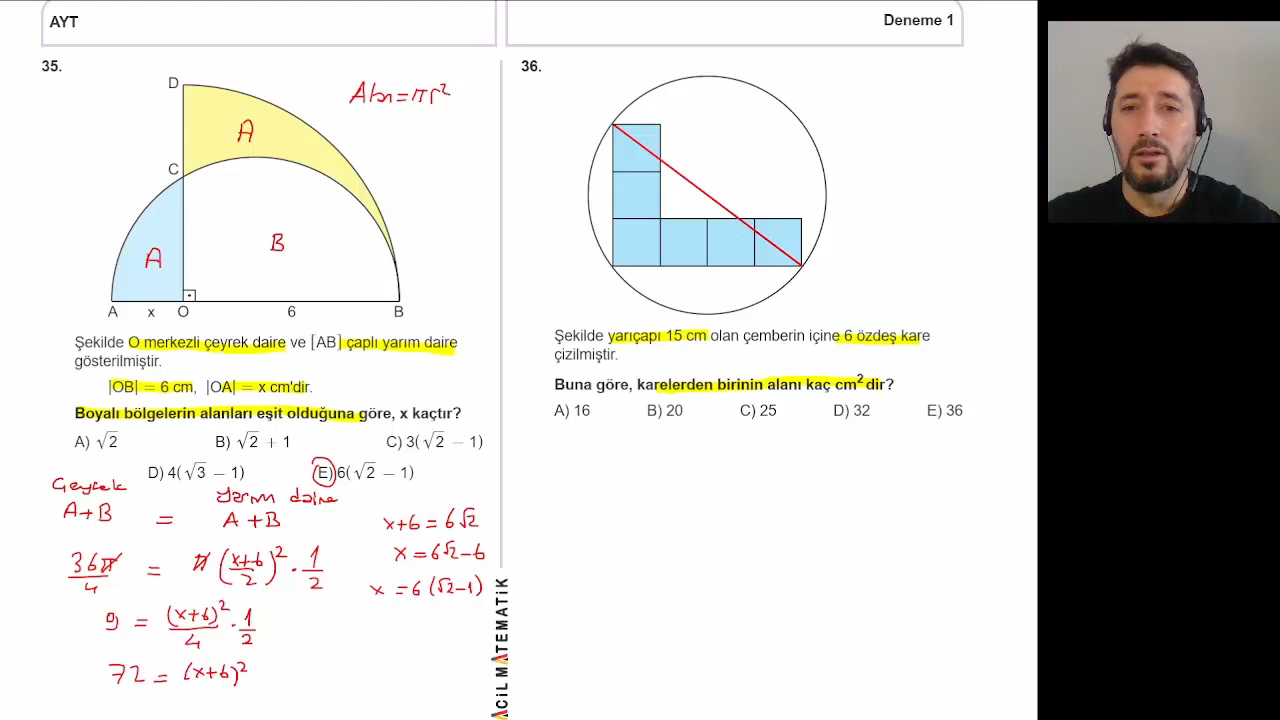 AYT
Deneme 1
35.
D
A
Alan=πr²
C
A
B
A
x
O
6
B
Şekilde O merkezli çeyrek daire ve [AB] çaplı yarım daire
gösterilmiştir.
|OB| = 6 cm, |OA| = x cm'dir.
Boyalı bölgelerin alanları eşit olduğuna göre, x kaçtır?
A) √2 B) √2 + 1 C) 3(√2 − 1)
D) 4(√3 − 1) E) 6(√2 − 1)
Çeyrek Yarım daire
A+B = A+B
36π/4 = π ((x+6)/2)² · 1/2
9 = (x+6)²/4 · 1/2
72 = (x+6)²
x+6 = 6√2
x = 6√2−6
x = 6(√2−1)
ACİL MATEMATİK
36.
Şekilde yarıçapı 15 cm olan çemberin içine 6 özdeş kare
çizilmiştir.
Buna göre, karelerden birinin alanı kaç cm² dir?
A) 16 B) 20 C) 25 D) 32 E) 36